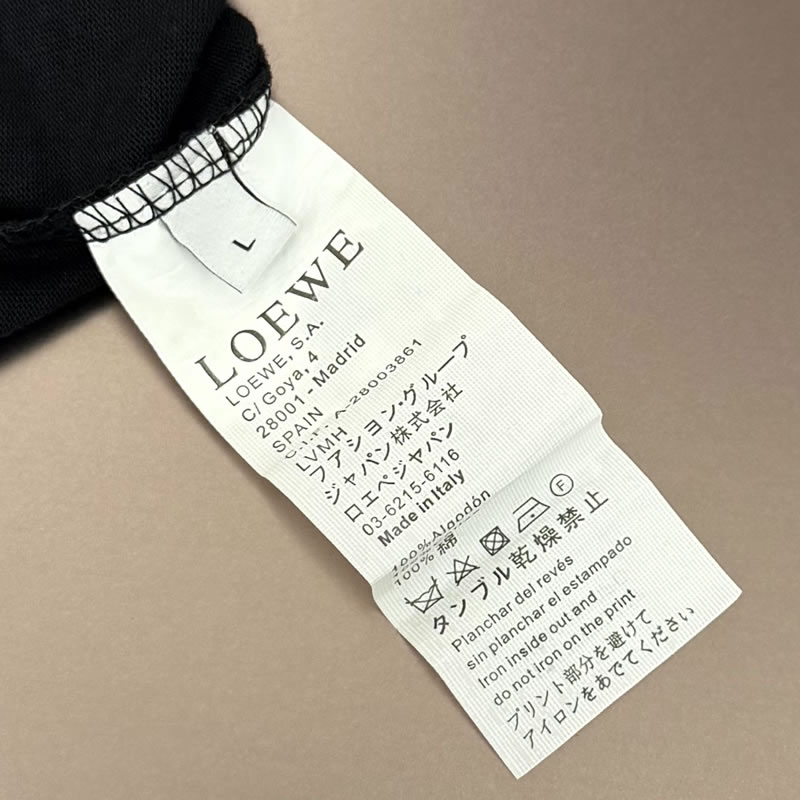 L
LOEWE
LOEWE, S.A.
C/ Goya, 4
28001 - Madrid
SPAIN
A-28003861
LVMH
ファション・グループ
ジャパン株式会社
ロエベジャパン
03-6215-6116
Made in Italy
100% Algodón
100% 綿
F
タンブル乾燥禁止
Planchar del revés
sin planchar el estampado
Iron inside out and
do not iron on the print
プリント部分を避けて
アイロンをあでてください